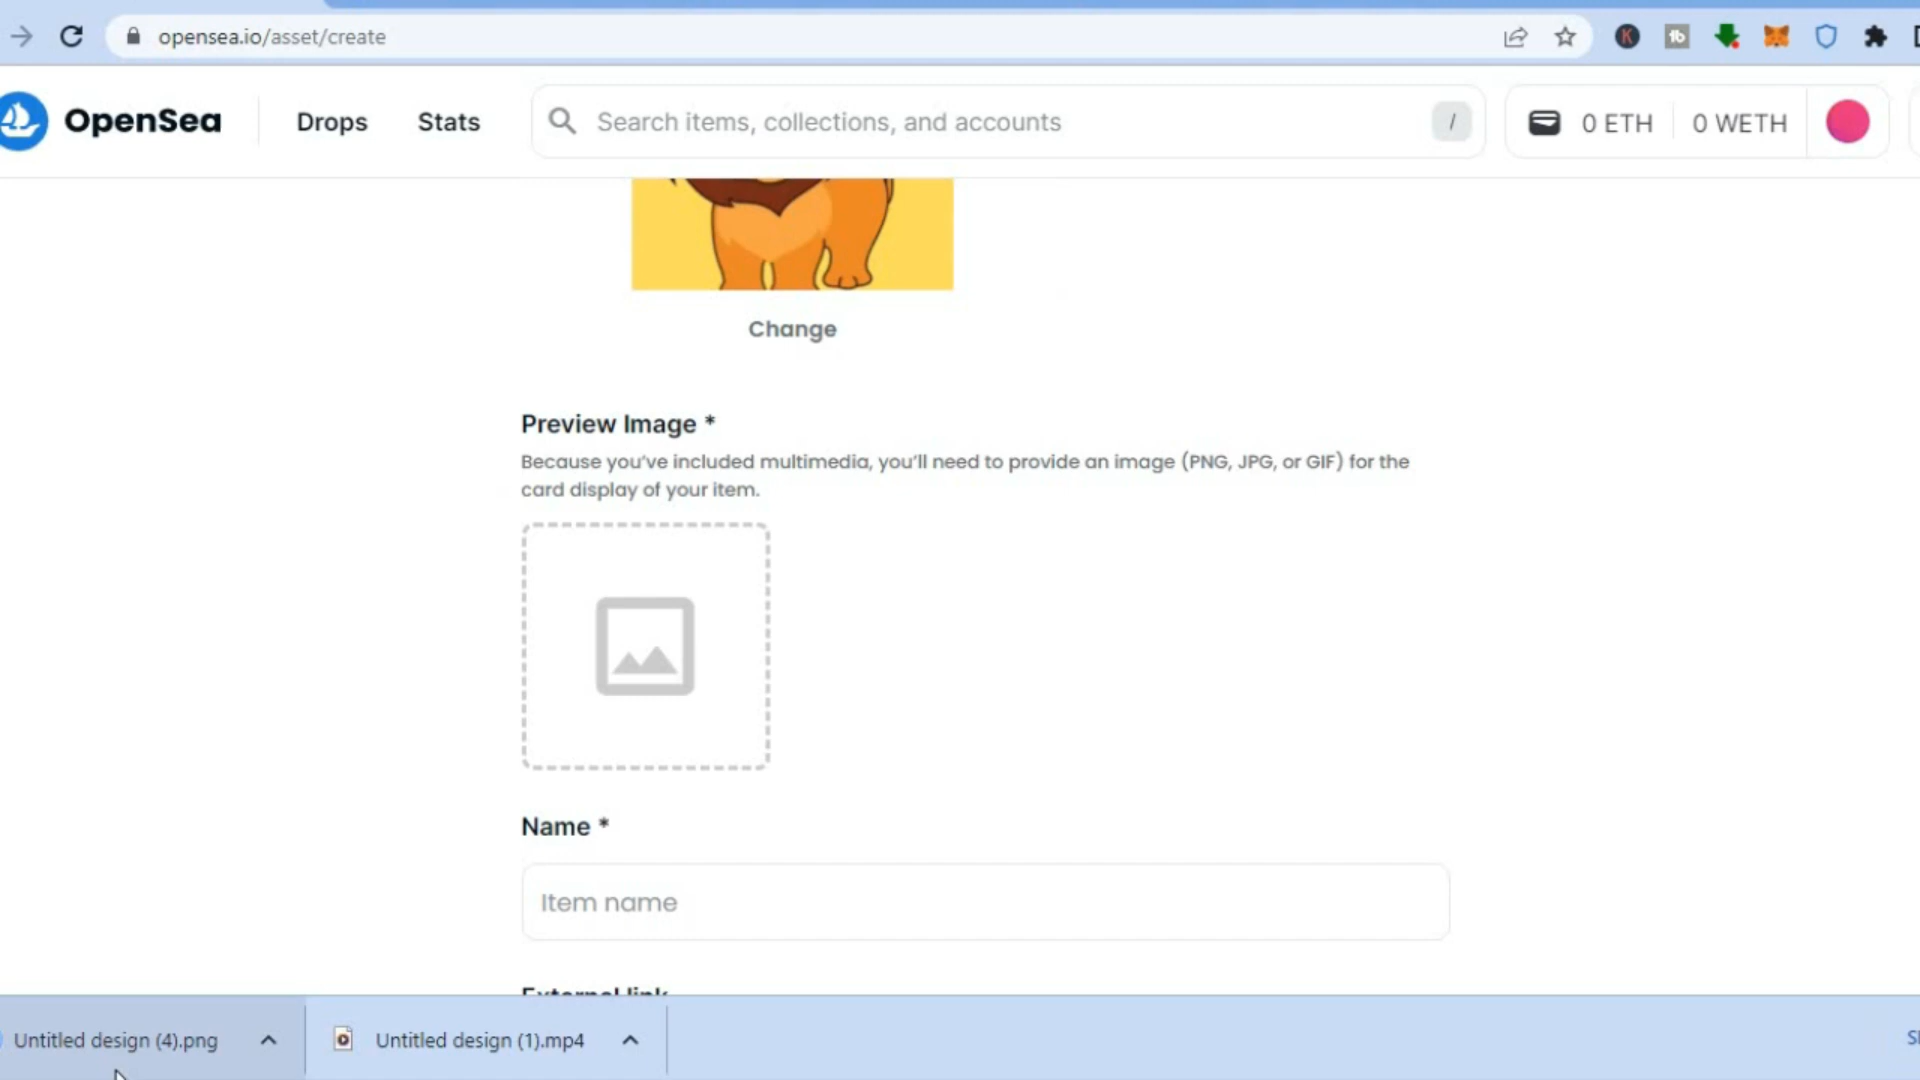 opensea.io/asset/create
OpenSea
Drops
Stats
Search items, collections, and accounts
/
0 ETH
0 WETH
Change
Preview Image *
Because you've included multimedia, you'll need to provide an image (PNG, JPG, or GIF) for the
card display of your item.
Name *
Item name
External link
Untitled design (4).png
Untitled design (1).mp4